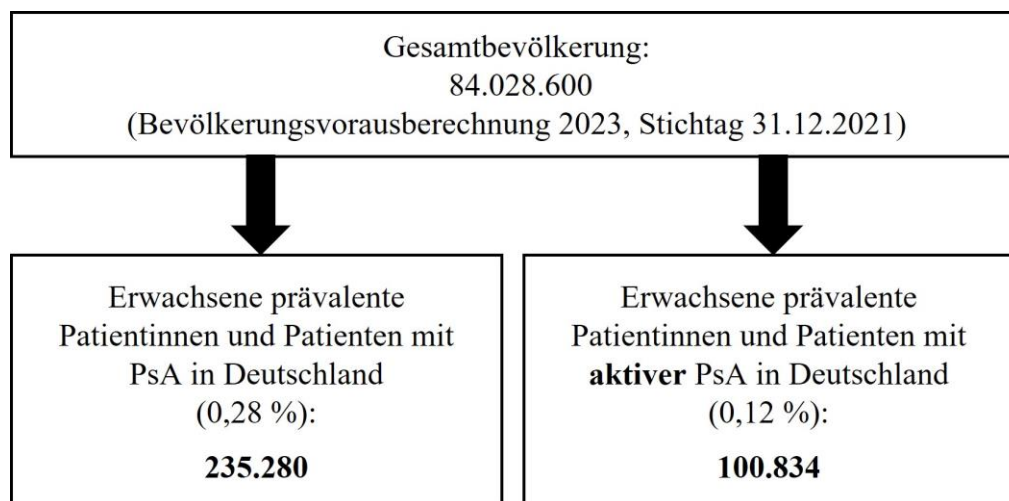 Gesamtbevölkerung:
84.028.600
(Bevölkerungsvorausberechnung 2023, Stichtag 31.12.2021)
Erwachsene prävalente
Patientinnen und Patienten mit
PsA in Deutschland
(0,28 %):
235.280
Erwachsene prävalente
Patientinnen und Patienten mit
aktiver PsA in Deutschland
(0,12 %):
100.834